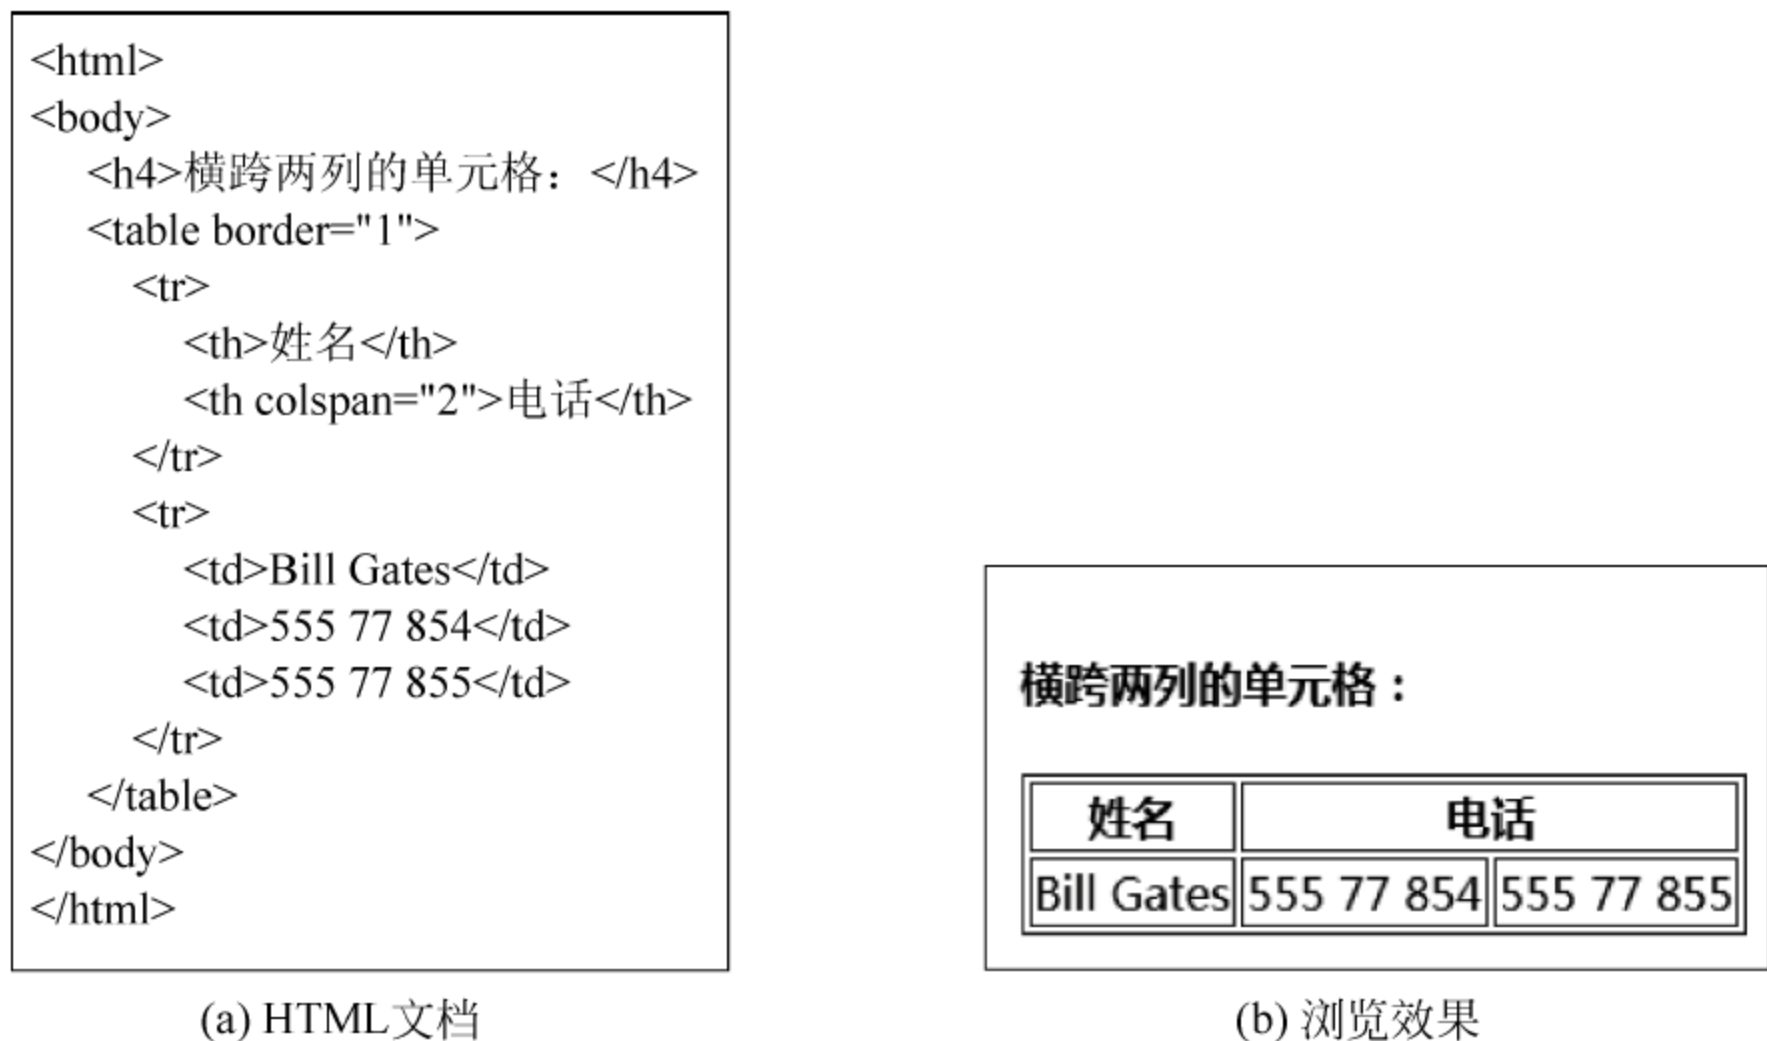 <html>
<body>
<h4>横跨两列的单元格：</h4>
<table border="1">
<tr>
<th>姓名</th>
<th colspan="2">电话</th>
</tr>
<tr>
<td>Bill Gates</td>
<td>555 77 854</td>
<td>555 77 855</td>
</tr>
</table>
</body>
</html>
(a) HTML文档
横跨两列的单元格：
姓名 电话
Bill Gates 555 77 854 555 77 855
(b) 浏览效果